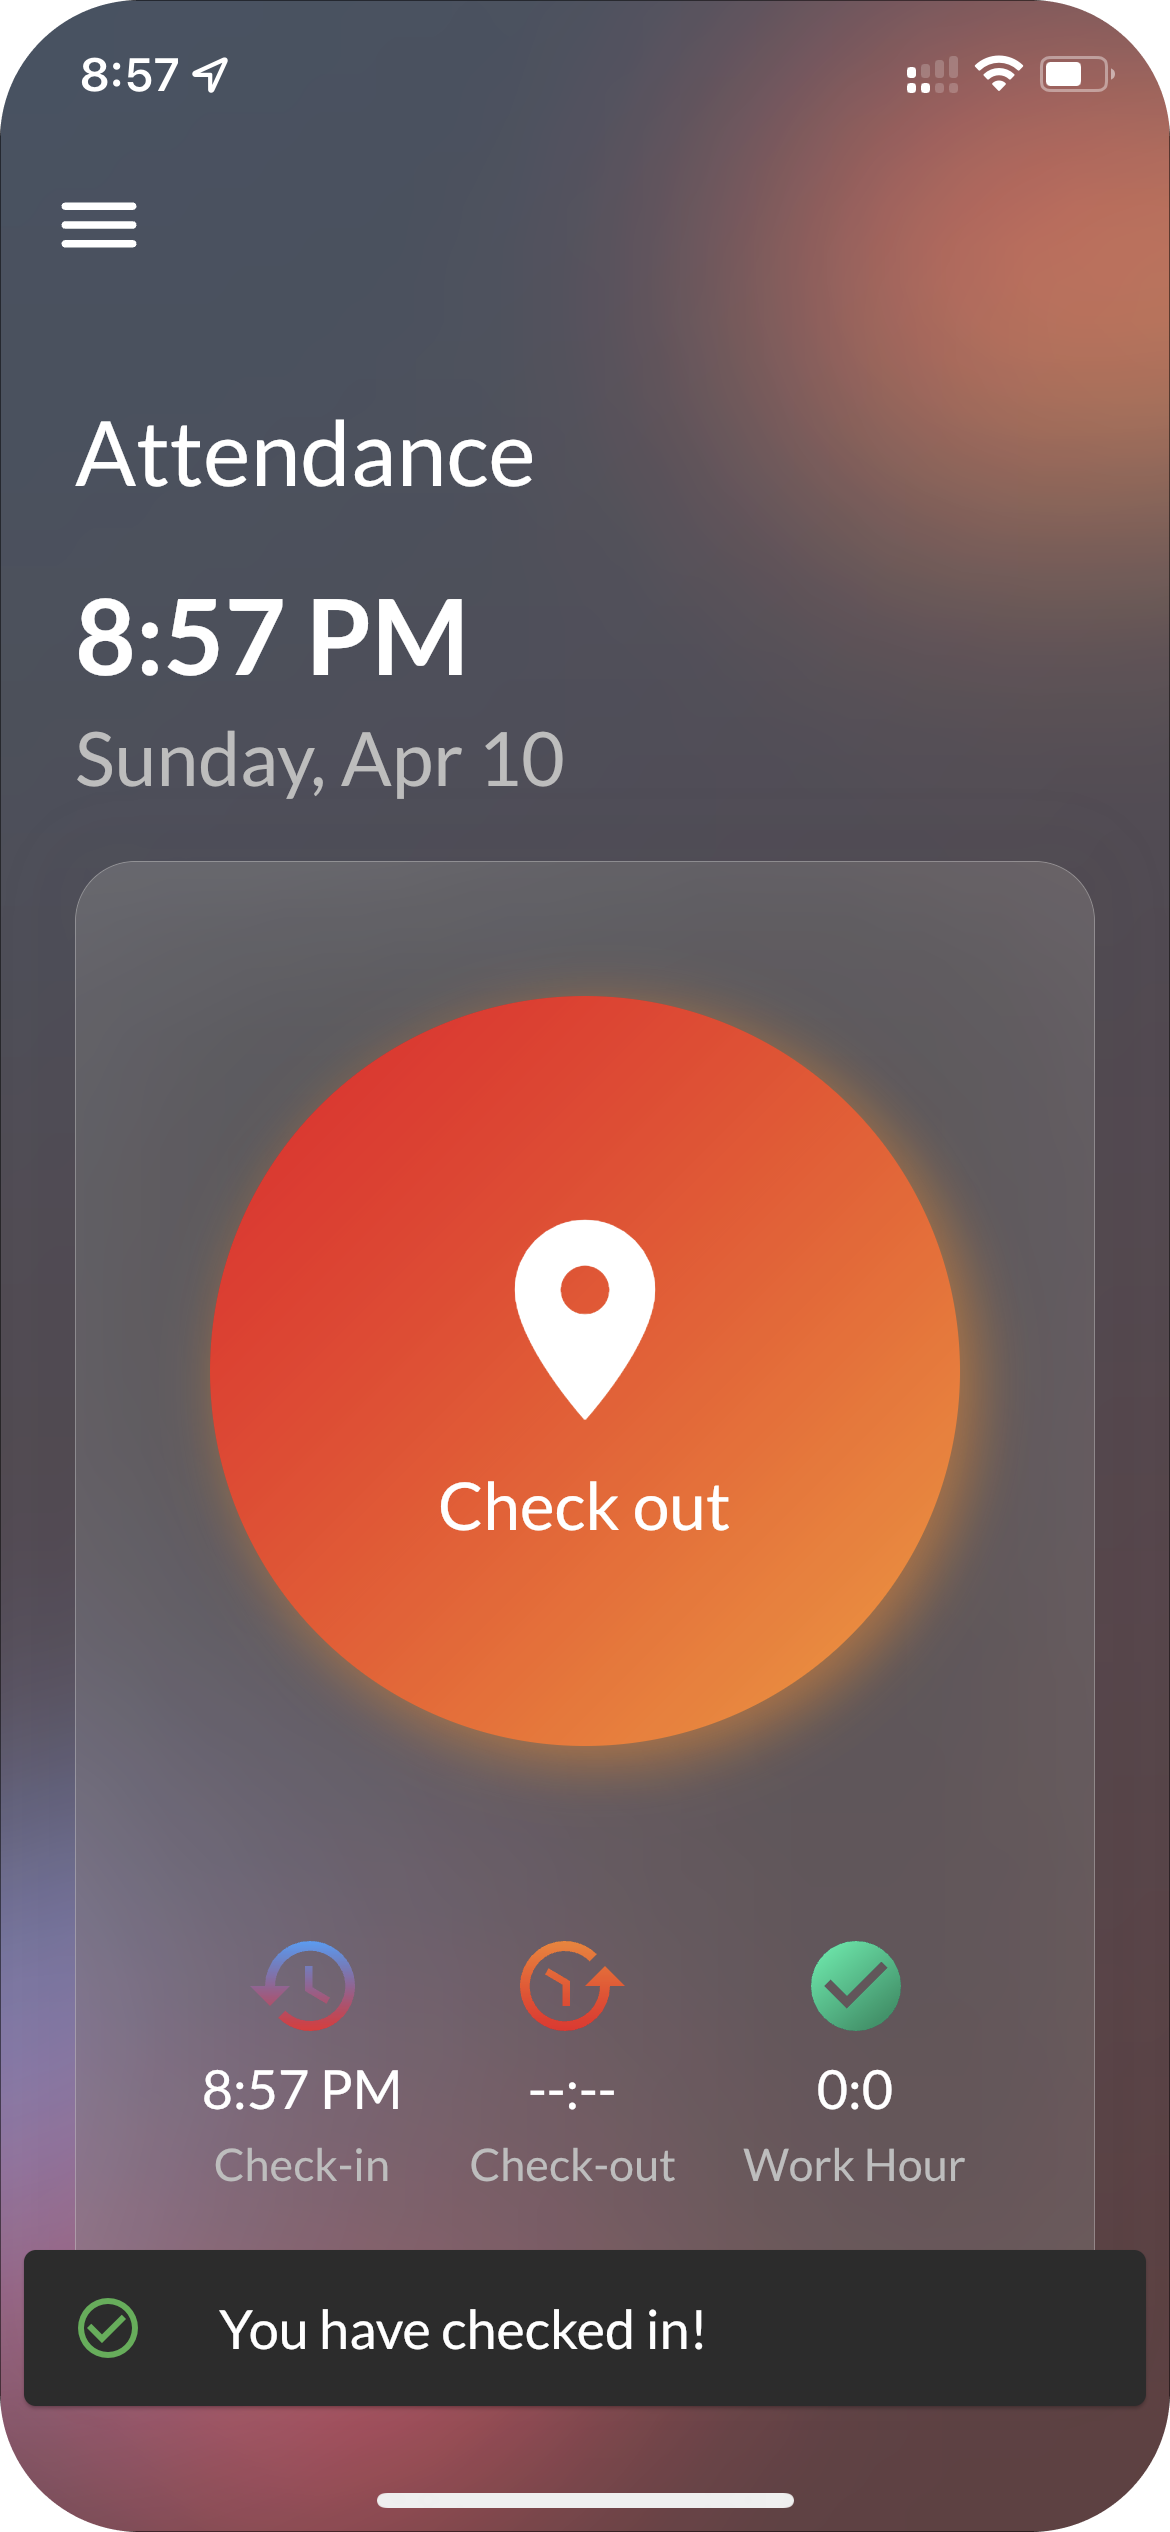 8:57
Attendance
8:57 PM
Sunday, Apr 10
Check out
8:57 PM --:-- 0:0
Check-in Check-out Work Hour
You have checked in!